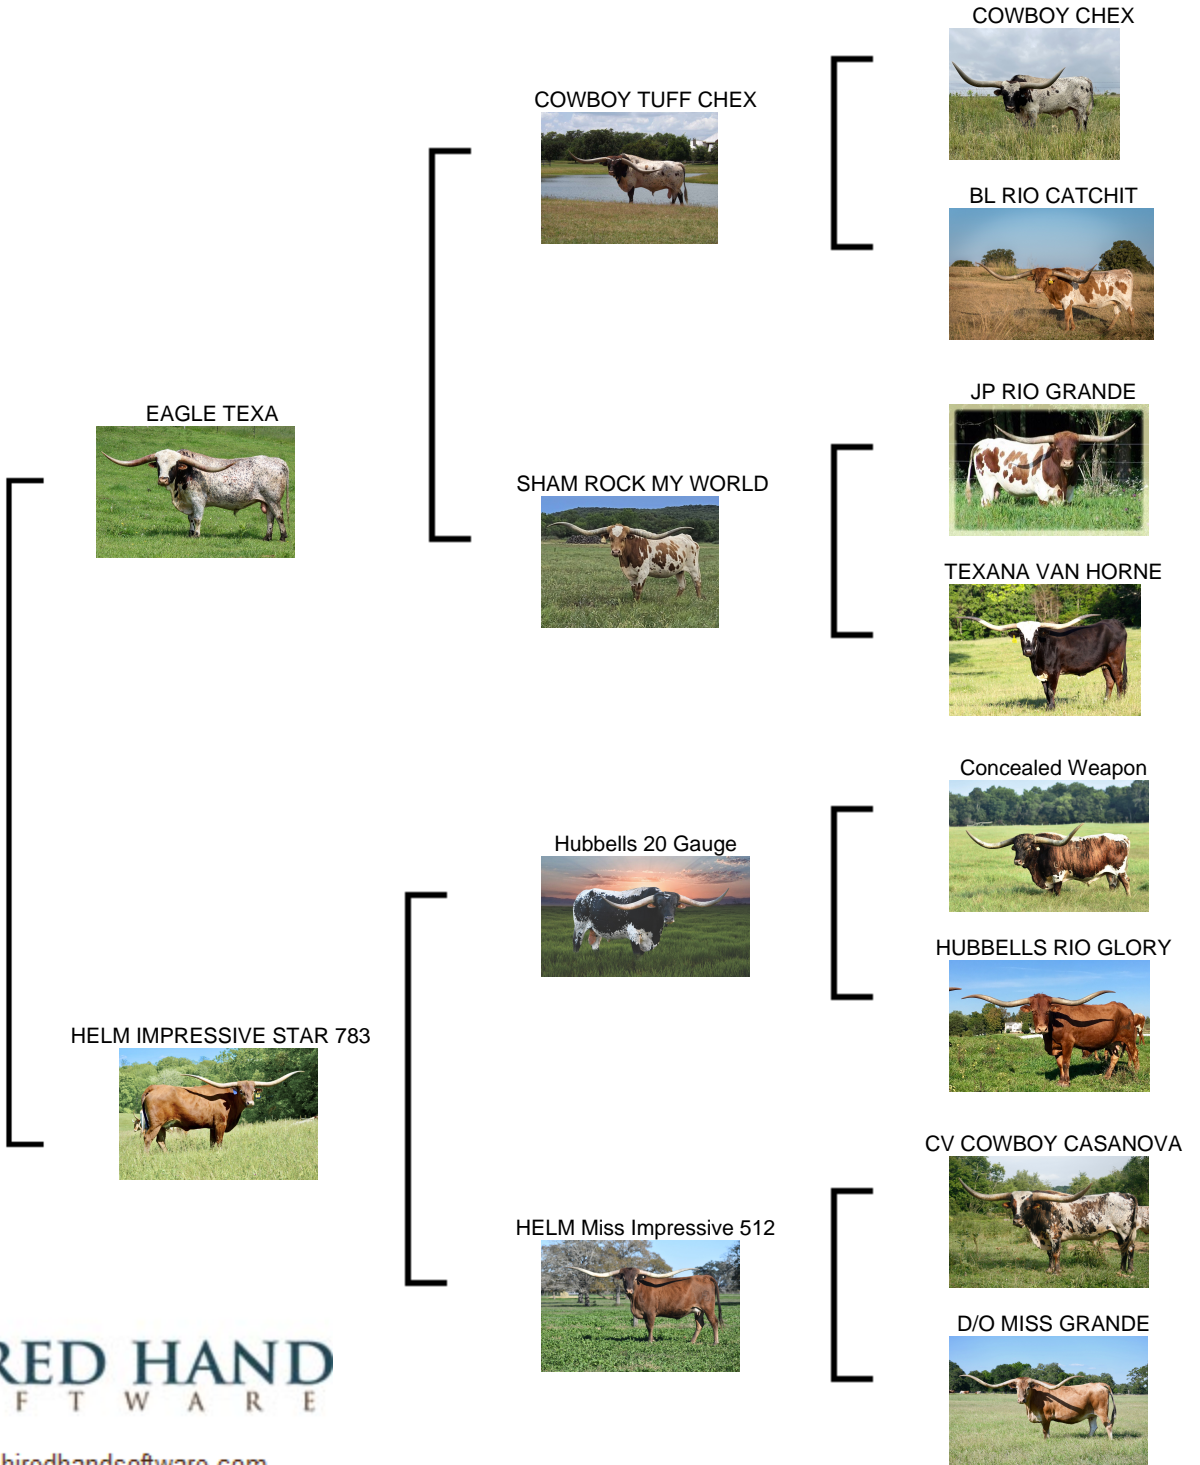 COWBOY CHEX
COWBOY TUFF CHEX
BL RIO CATCHIT
JP RIO GRANDE
EAGLE TEXA
SHAM ROCK MY WORLD
TEXANA VAN HORNE
Concealed Weapon
Hubbells 20 Gauge
HUBBELLS RIO GLORY
HELM IMPRESSIVE STAR 783
CV COWBOY CASANOVA
HELM Miss Impressive 512
D/O MISS GRANDE
RED HAND
F T W A R E
hiredhandsoftware.com